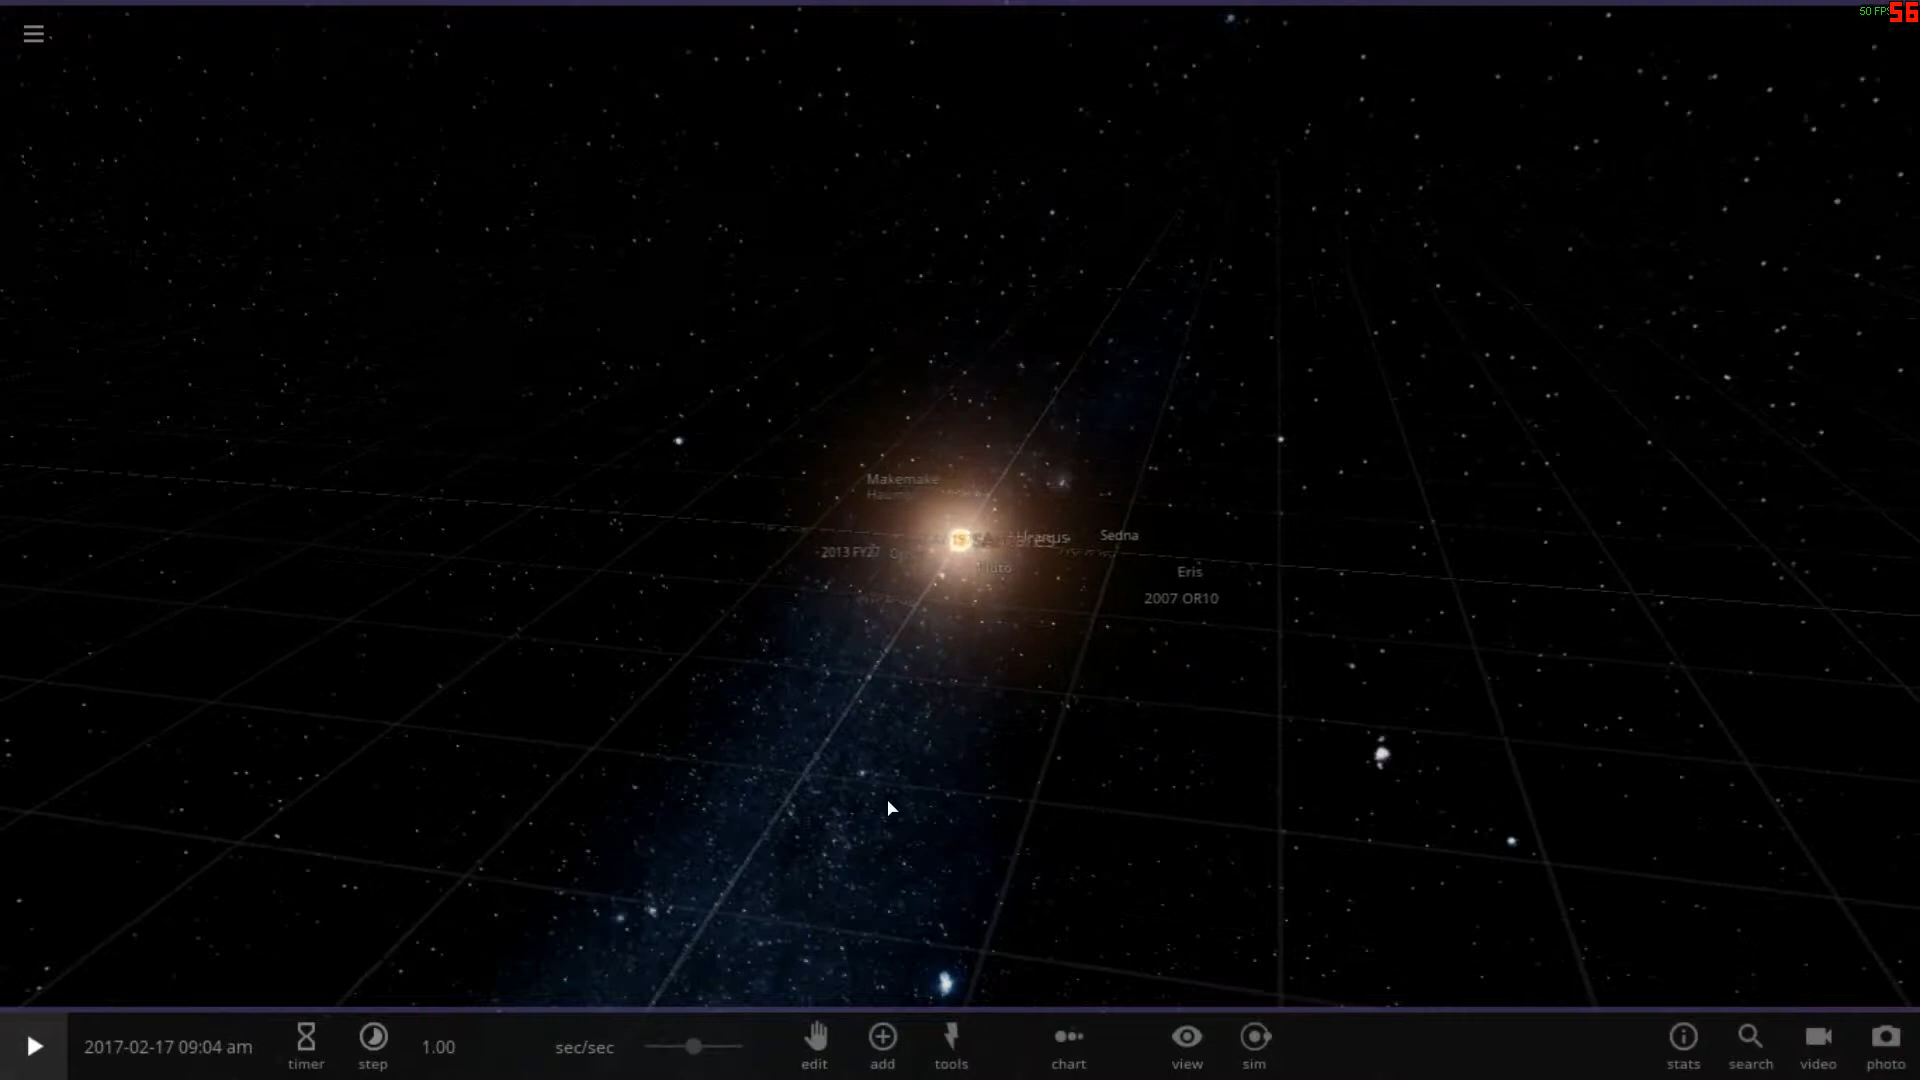 50 FPS
56
Makemake
Uranus
Sedna
2013 FY27
Pluto
Eris
2007 OR10
2017-02-17 09:04 am
timer
step
1.00
sec/sec
edit
add
tools
chart
view
sim
stats
search
video
photo